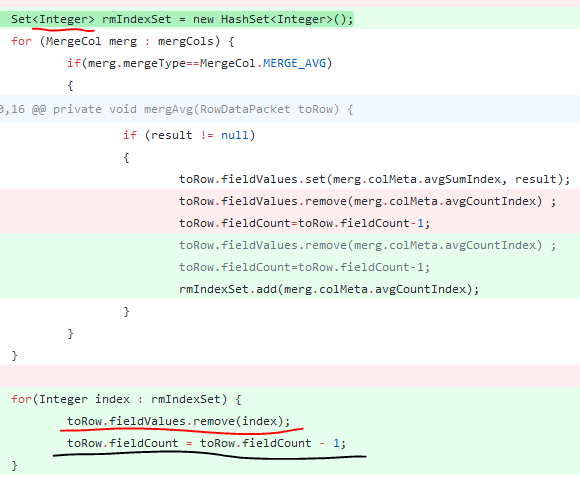 Set<Integer> rmIndexSet = new HashSet<Integer>();
for (MergeCol merg : mergCols) {
if(merg.mergeType==MergeCol.MERGE_AVG)
{
,16 @@ private void mergAvg(RowDataPacket toRow) {
if (result != null)
{
toRow.fieldValues.set(merg.colMeta.avgSumIndex, result);
toRow.fieldValues.remove(merg.colMeta.avgCountIndex) ;
toRow.fieldCount=toRow.fieldCount-1;
toRow.fieldValues.remove(merg.colMeta.avgCountIndex) ;
toRow.fieldCount=toRow.fieldCount-1;
rmIndexSet.add(merg.colMeta.avgCountIndex);
}
}
}
for(Integer index : rmIndexSet) {
toRow.fieldValues.remove(index);
toRow.fieldCount = toRow.fieldCount - 1;
}